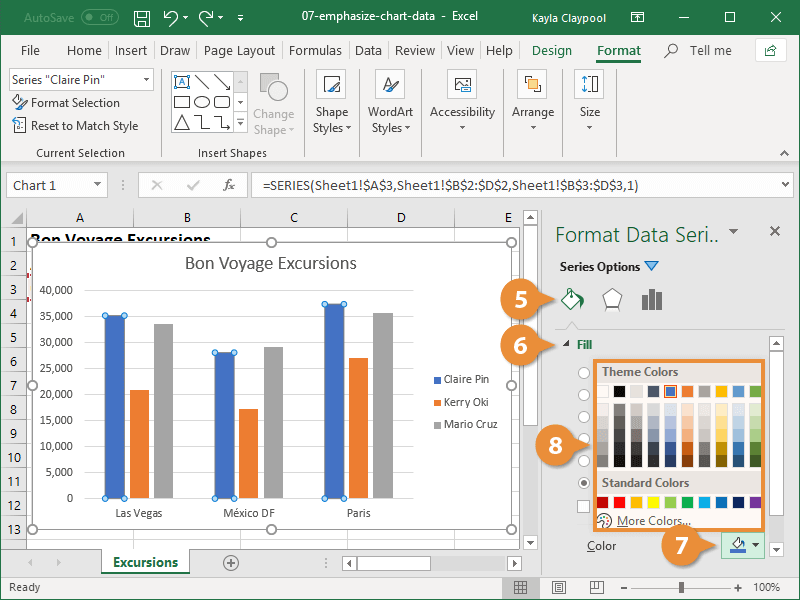 AutoSave Off 07-emphasize-chart-data - Excel Kayla Claypool
File Home Insert Draw Page Layout Formulas Data Review View Help Design Format Tell me
Series "Claire Pin"
Format Selection
Reset to Match Style
Current Selection
A
Change
Shape
Insert Shapes
Shape
Styles
A
WordArt
Styles
Accessibility
Arrange
Size
Chart 1 fx =SERIES(Sheet1!$A$3,Sheet1!$B$2:$D$2,Sheet1!$B$3:$D$3,1)
A B C D E
1 Bon Voyage Excursions
2
3
4
5
6
7
8
9
10
11
12
13
Bon Voyage Excursions
40,000
35,000
30,000
25,000
20,000
15,000
10,000
5,000
0
Las Vegas México DF Paris
Claire Pin
Kerry Oki
Mario Cruz
Format Data Seri..
Series Options
5
6 Fill
Theme Colors
8
Standard Colors
More Colors...
Color 7
Excursions
Ready 100%